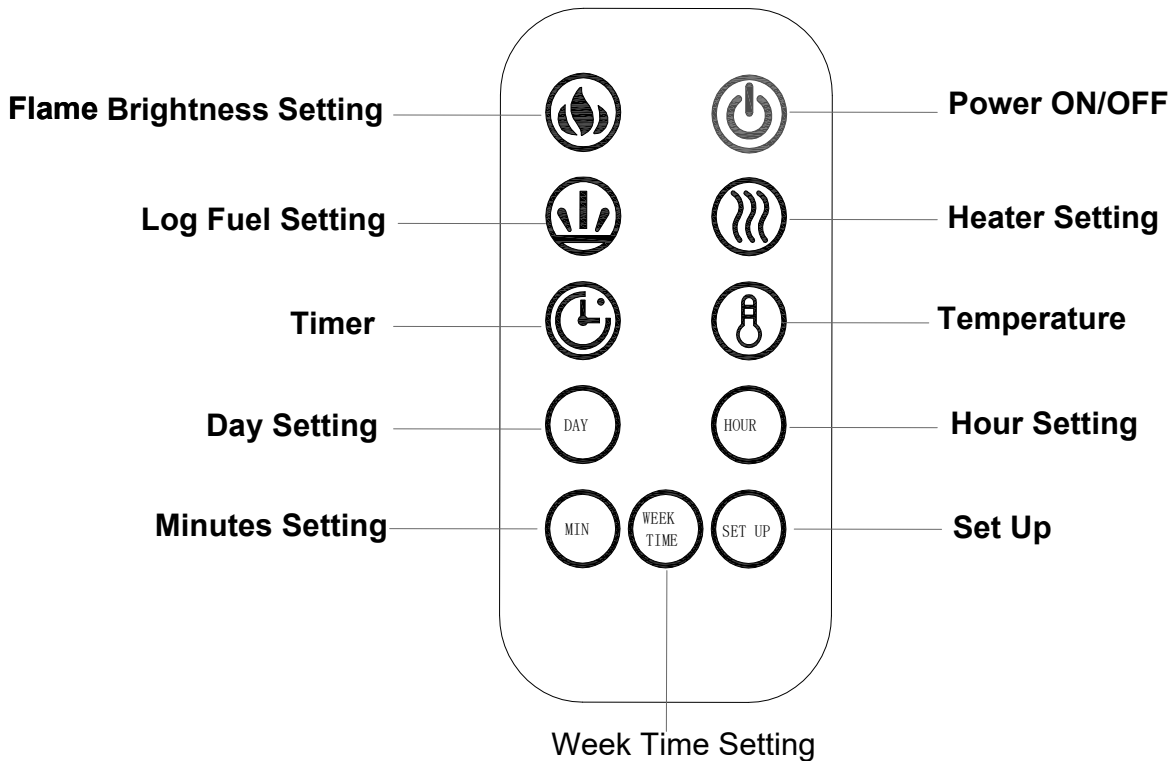 Flame Brightness Setting
Power ON/OFF
Log Fuel Setting
Heater Setting
Timer
Temperature
Day Setting
DAY
HOUR
Hour Setting
Minutes Setting
MIN
WEEK
TIME
SET UP
Set Up
Week Time Setting